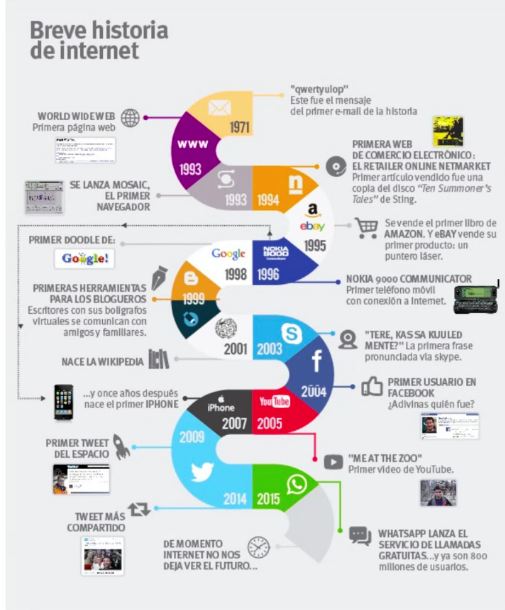 Breve historia
de internet
"qwertyuiop"
Este fue el mensaje
del primer e-mail de la historia
1971
WORLD WIDE WEB
Primera página web
www
1993
PRIMERA WEB
DE COMERCIO ELECTRÓNICO:
EL RETAILER ONLINE NETMARKET
Primer artículo vendido fue una
copia del disco "Ten Summoner's
Tales" de Sting.
SE LANZA MOSAIC,
EL PRIMER
NAVEGADOR
1993
n
1994
a
ebay
1995
Se vende el primer libro de
AMAZON. Y eBAY vende su
primer producto: un
puntero láser.
PRIMER DOODLE DE:
Google!
Google
1998
NOKIA
9000
1996
NOKIA 9000 COMMUNICATOR
Primer teléfono móvil
con conexión a Internet.
PRIMERAS HERRAMIENTAS
PARA LOS BLOGUEROS
Escritores con sus bolígrafos
virtuales se comunican con
amigos y familiares.
1999
2001
S
2003
"TERE, KAS SA KUULED
MENTE?" La primera frase
pronunciada via skype.
NACE LA WIKIPEDIA
f
2004
PRIMER USUARIO EN
FACEBOOK
¿Adivinas quién fue?
...y once años después
nace el primer IPHONE
iPhone
2007
YouTube
2005
PRIMER TWEET
DEL ESPACIO
2009
"ME AT THE ZOO"
Primer video de YouTube.
2014
2015
TWEET MÁS
COMPARTIDO
WHATSAPP LANZA EL
SERVICIO DE LLAMADAS
GRATUITAS...y ya son 800
millones de usuarios.
DE MOMENTO
INTERNET NO NOS
DEJA VER EL FUTURO...